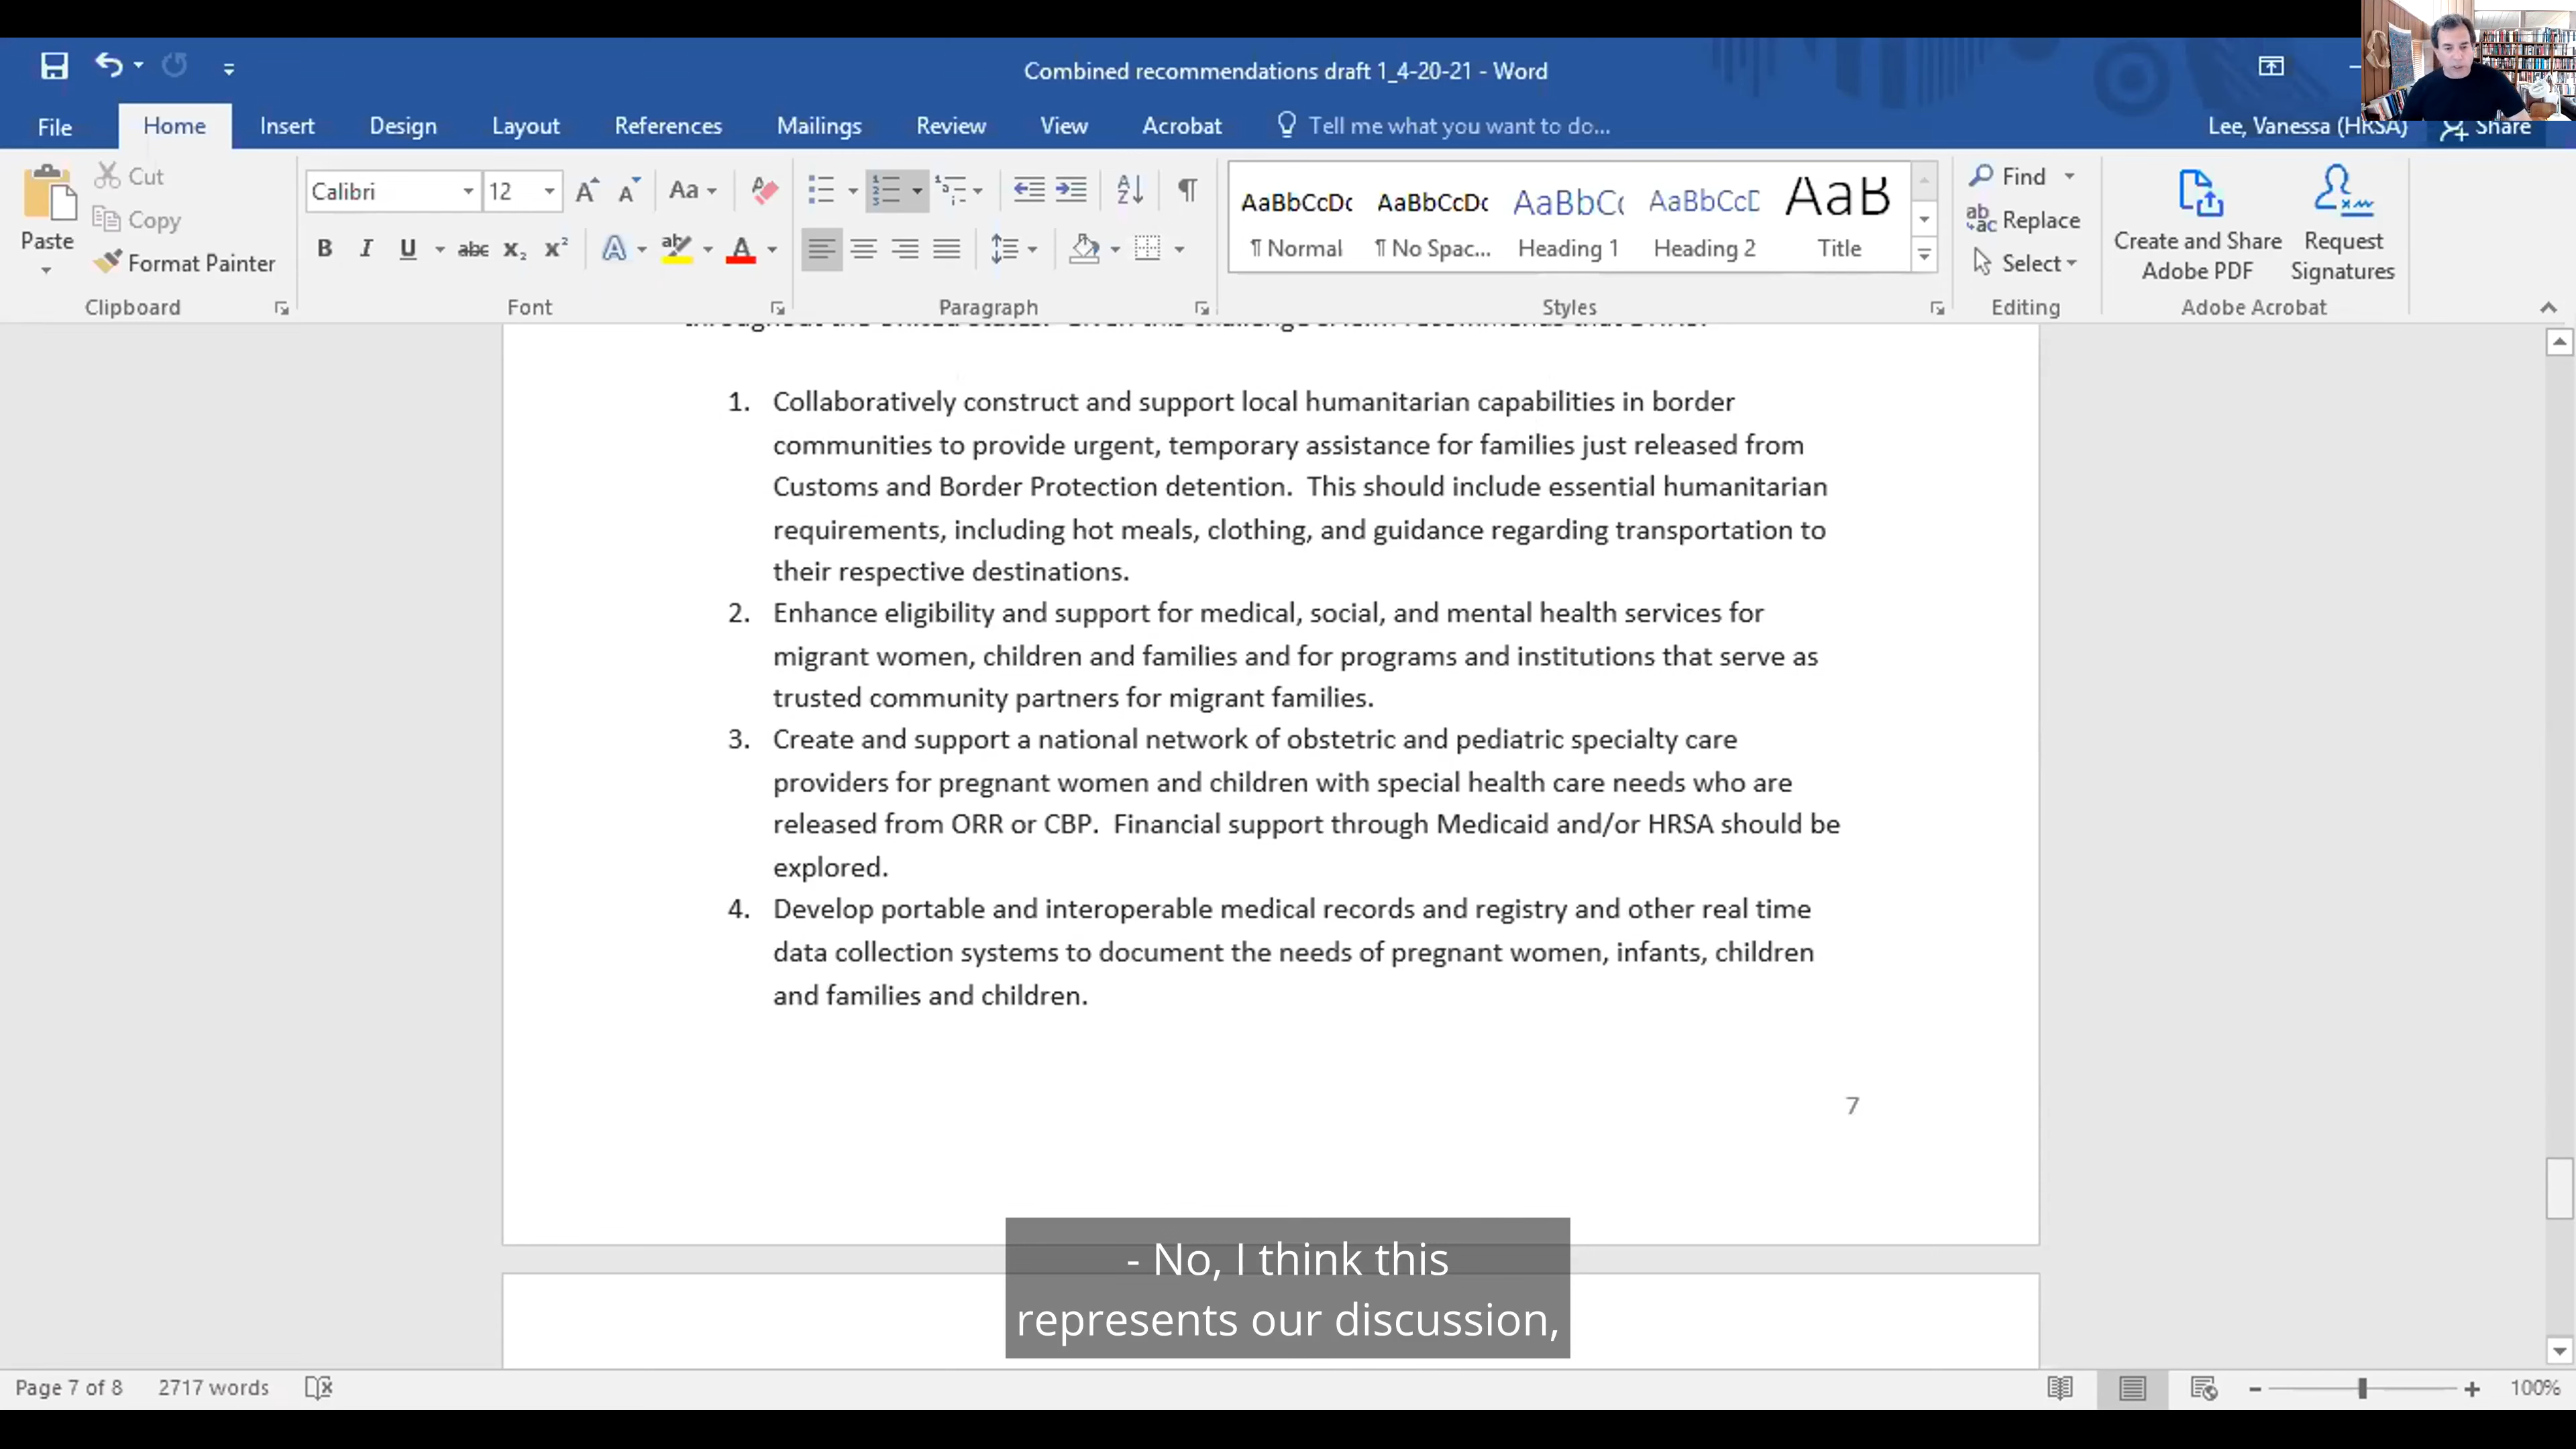 Combined recommendations draft 1_4-20-21 - Word
File Home Insert Design Layout References Mailings Review View Acrobat Tell me what you want to do... Lee, Vanessa (HRSA) Share
Paste
Cut
Copy
Format Painter
Clipboard
Calibri 12
Font
Paragraph
AaBbCcDc AaBbCcDc AaBbC AaBbCcD AaB
¶ Normal ¶ No Spac... Heading 1 Heading 2 Title
Styles
Find
Replace
Select
Editing
Create and Share
Adobe PDF
Request
Signatures
Adobe Acrobat
1. Collaboratively construct and support local humanitarian capabilities in border
communities to provide urgent, temporary assistance for families just released from
Customs and Border Protection detention.  This should include essential humanitarian
requirements, including hot meals, clothing, and guidance regarding transportation to
their respective destinations.
2. Enhance eligibility and support for medical, social, and mental health services for
migrant women, children and families and for programs and institutions that serve as
trusted community partners for migrant families.
3. Create and support a national network of obstetric and pediatric specialty care
providers for pregnant women and children with special health care needs who are
released from ORR or CBP.  Financial support through Medicaid and/or HRSA should be
explored.
4. Develop portable and interoperable medical records and registry and other real time
data collection systems to document the needs of pregnant women, infants, children
and families and children.
7
- No, I think this
represents our discussion,
Page 7 of 8 2717 words 100%